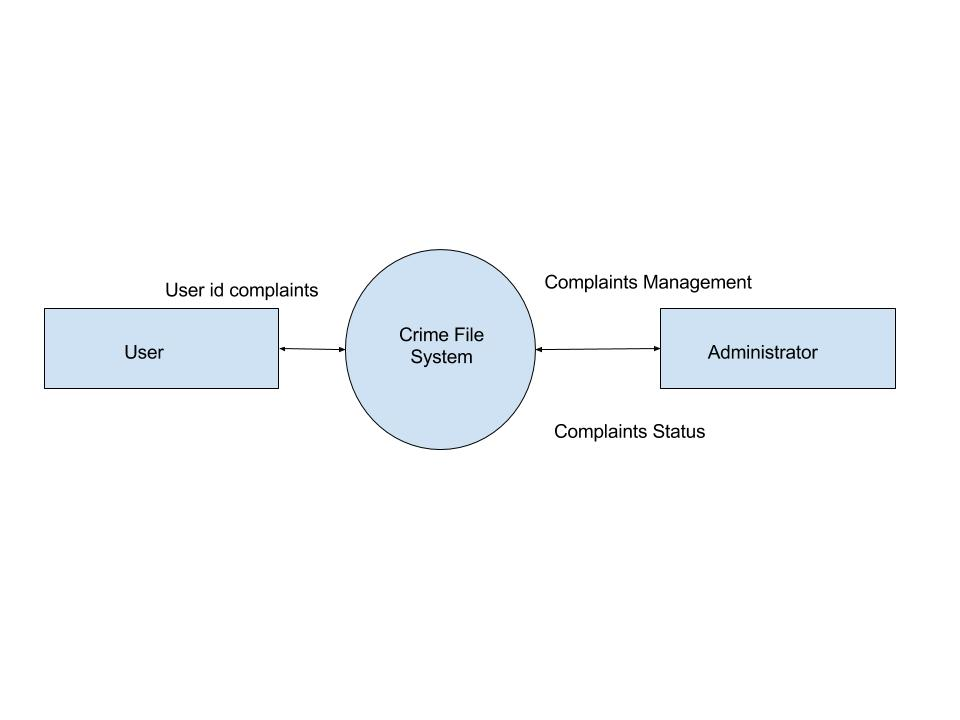 User id complaints
Complaints Management
User
Crime File
System
Administrator
Complaints Status